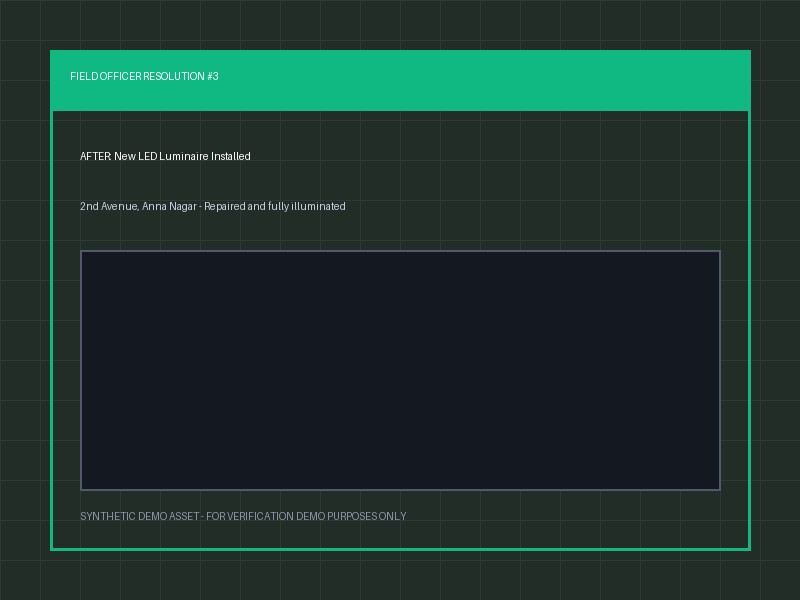 FIELD OFFICER RESOLUTION #3
AFTER: New LED Luminaire Installed
2nd Avenue, Anna Nagar - Repaired and fully illuminated
SYNTHETIC DEMO ASSET - FOR VERIFICATION DEMO PURPOSES ONLY